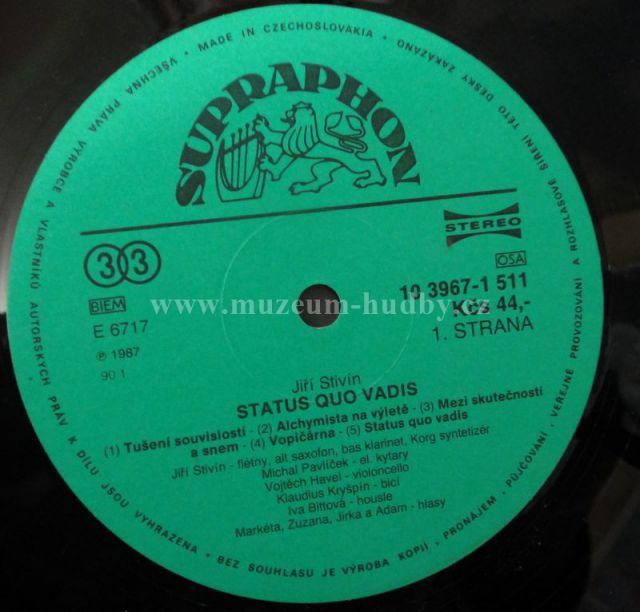 VŠECHNA PRÁVA VÝROBCE A VLASTNÍKŮ AUTORSKÝCH PRÁV K DÍLU JSOU VYHRAZENA • BEZ SOUHLASU JE VÝROBA KOPIÍ, PRONÁJEM, PŮJČOVÁNÍ, VEŘEJNÉ PROVOZOVÁNÍ A ROZHLASOVÉ ŠÍŘENÍ TÉTO DESKY ZAKÁZÁNO • MADE IN CZECHOSLOVAKIA •
SUPRAPHON
STEREO
33
OSA
10 3967-1 511
BIEM
Kčs 44,-
www.muzeum-hudby.cz
E 6717
1. STRANA
℗ 1987
90 1
Jiří Stivín
STATUS QUO VADIS
(1) Tušení souvislostí - (2) Alchymista na výletě - (3) Mezi skutečností
a snem - (4) Vopičárna - (5) Status quo vadis
Jiří Stivín - flétny, alt saxofon, bas klarinet, Korg syntetizér
Michal Pavlíček - el. kytary
Vojtěch Havel - violoncello
Klaudius Kryšpín - bicí
Iva Bittová - housle
Markéta, Zuzana, Jirka a Adam - hlasy